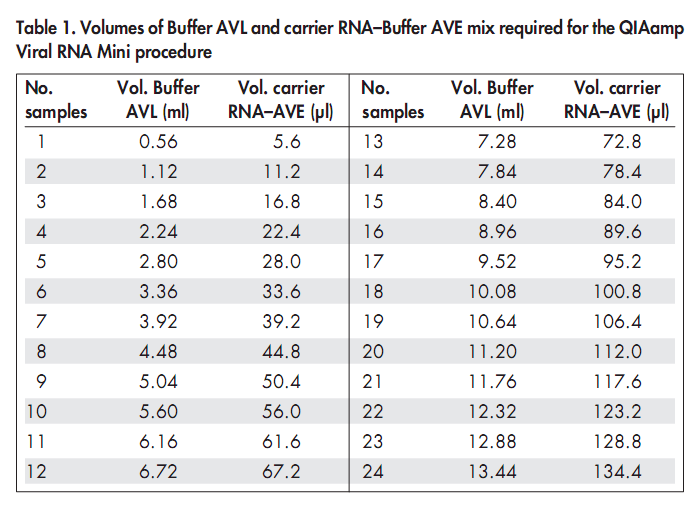 Table 1. Volumes of Buffer AVL and carrier RNA–Buffer AVE mix required for the QIAamp
Viral RNA Mini procedure
No. samples Vol. Buffer AVL (ml) Vol. carrier RNA–AVE (µl) No. samples Vol. Buffer AVL (ml) Vol. carrier RNA–AVE (µl)
1 0.56 5.6 13 7.28 72.8
2 1.12 11.2 14 7.84 78.4
3 1.68 16.8 15 8.40 84.0
4 2.24 22.4 16 8.96 89.6
5 2.80 28.0 17 9.52 95.2
6 3.36 33.6 18 10.08 100.8
7 3.92 39.2 19 10.64 106.4
8 4.48 44.8 20 11.20 112.0
9 5.04 50.4 21 11.76 117.6
10 5.60 56.0 22 12.32 123.2
11 6.16 61.6 23 12.88 128.8
12 6.72 67.2 24 13.44 134.4